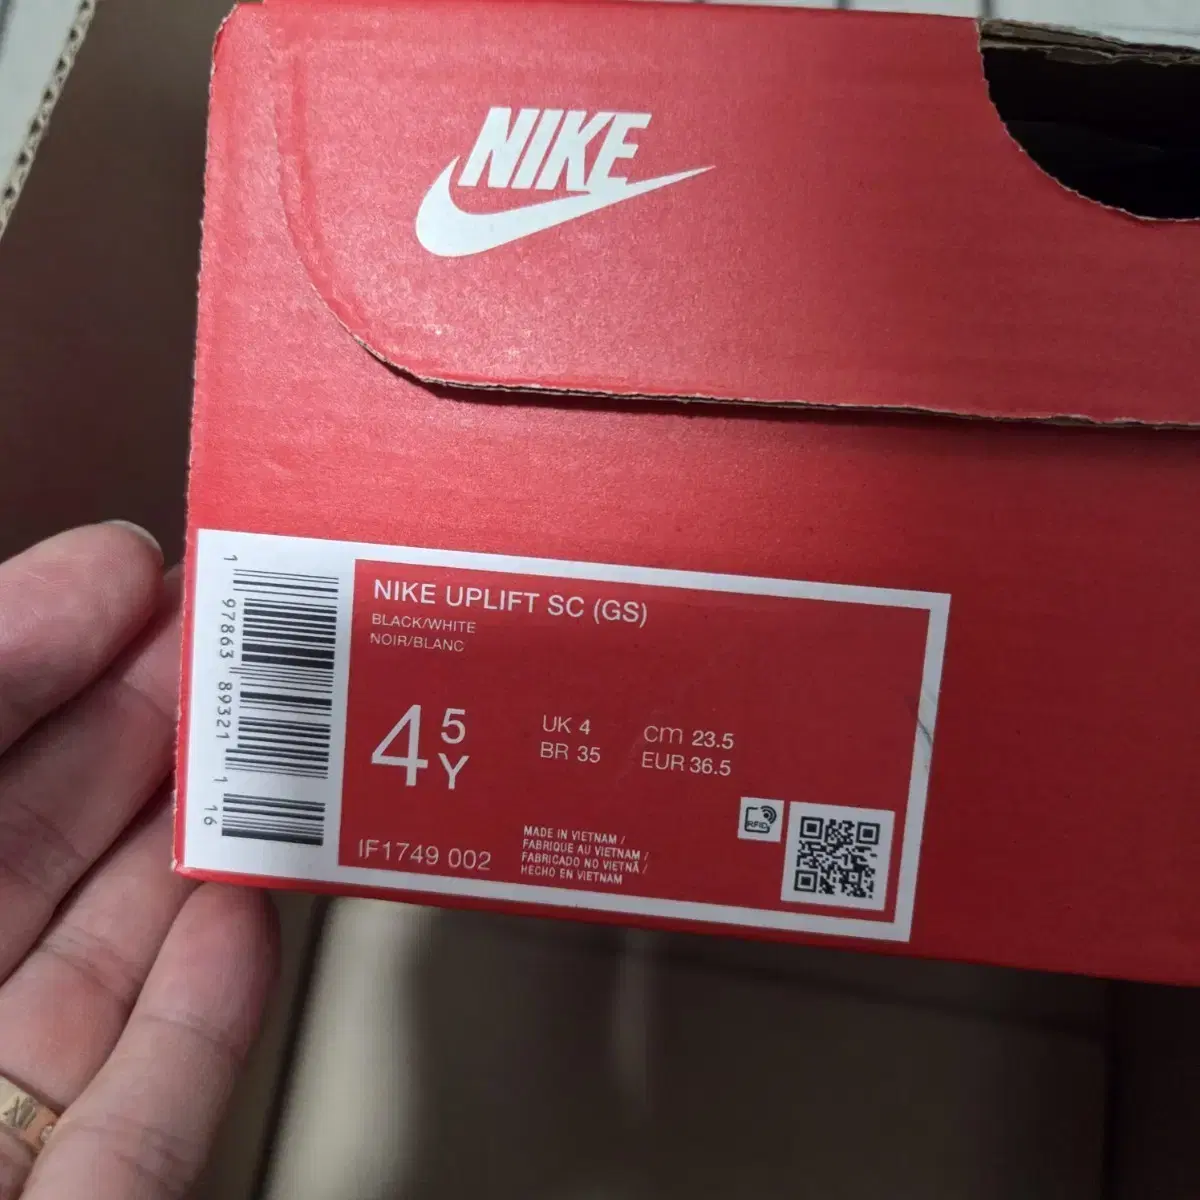 NIKE
NIKE UPLIFT SC (GS)
BLACK/WHITE
NOIR/BLANC
4 5 Y
UK 4
BR 35
cm 23.5
EUR 36.5
IF1749 002
MADE IN VIETNAM /
FABRIQUE AU VIETNAM /
FABRICADO NO VIETNÃ /
HECHO EN VIETNAM
RFID
1 97863 89321 1 16
XII